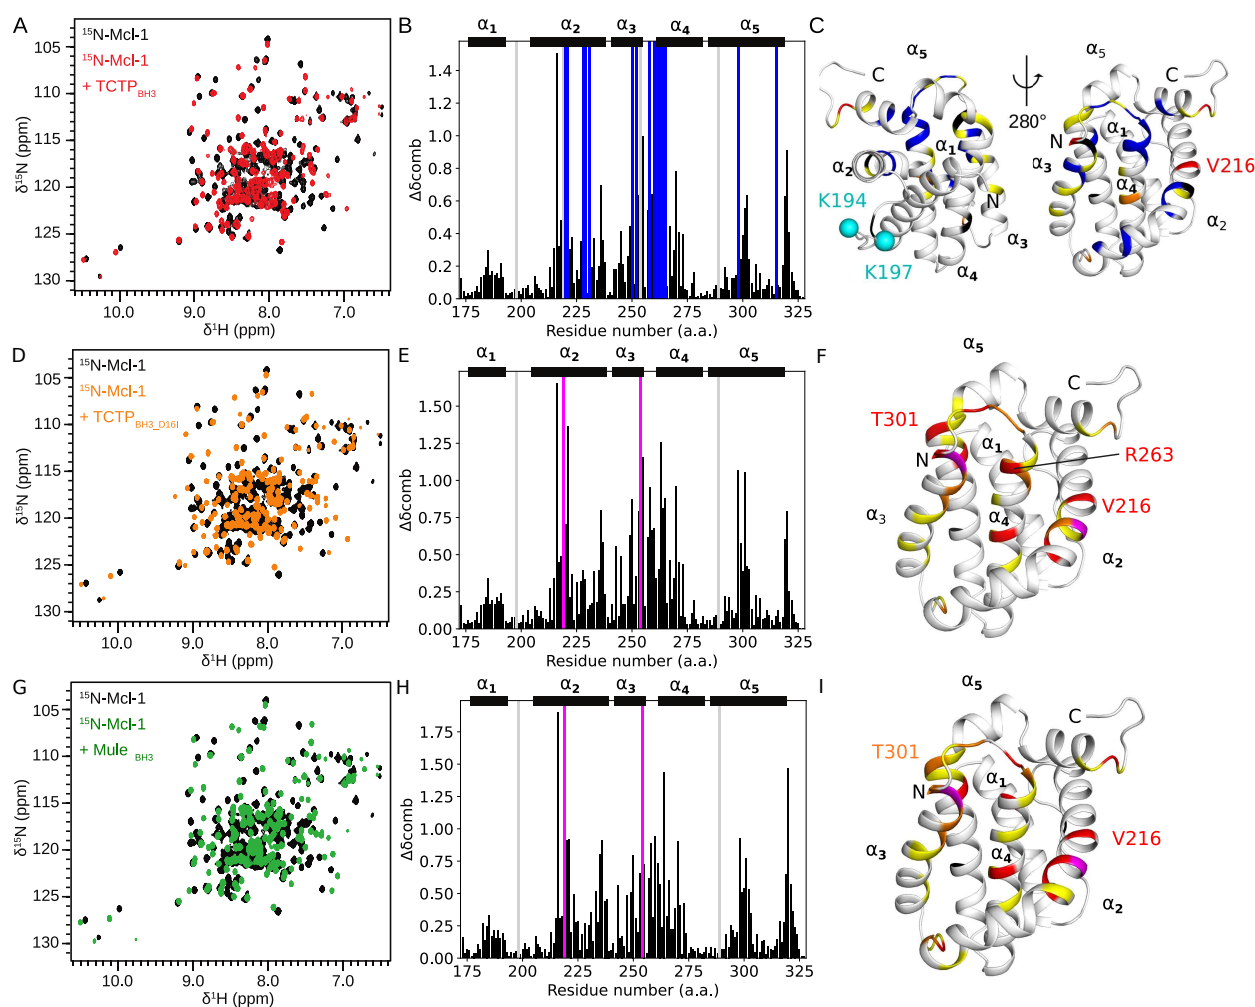 A
¹⁵N-Mcl-1
¹⁵N-Mcl-1
+ TCTP_BH3
105
110
115
120
125
130
δ¹⁵N (ppm)
10.0 9.0 8.0 7.0
δ¹H (ppm)
B
α₁ α₂ α₃ α₄ α₅
1.4
1.2
1.0
0.8
0.6
0.4
0.2
0.0
Δδcomb
175 200 225 250 275 300 325
Residue number (a.a.)
C
α₅
C
α₁
α₂
K194
N
K197
α₃
α₄
280°
α₅
C
α₁
N
α₃
V216
α₄
α₂
D
¹⁵N-Mcl-1
¹⁵N-Mcl-1
+ TCTP_BH3_D16I
105
110
115
120
125
130
δ¹⁵N (ppm)
10.0 9.0 8.0 7.0
δ¹H (ppm)
E
α₁ α₂ α₃ α₄ α₅
1.50
1.25
1.00
0.75
0.50
0.25
0.00
Δδcomb
175 200 225 250 275 300 325
Residue number (a.a.)
F
α₅
C
T301
α₁
N
R263
V216
α₃
α₄
α₂
G
¹⁵N-Mcl-1
¹⁵N-Mcl-1
+ Mule BH3
105
110
115
120
125
130
δ¹⁵N (ppm)
10.0 9.0 8.0 7.0
δ¹H (ppm)
H
α₁ α₂ α₃ α₄ α₅
1.75
1.50
1.25
1.00
0.75
0.50
0.25
0.00
Δδcomb
175 200 225 250 275 300 325
Residue number (a.a.)
I
α₅
C
T301
α₁
N
V216
α₃
α₄
α₂